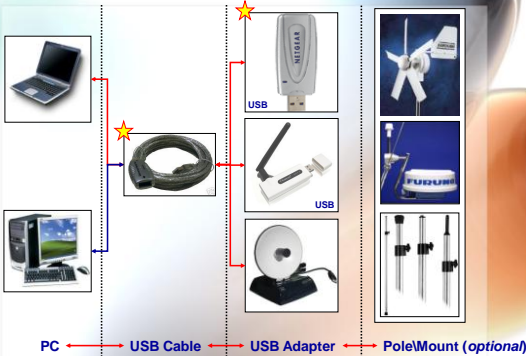 NETGEAR
USB
USB
FURUNO
PC USB Cable USB Adapter Pole\Mount (optional)